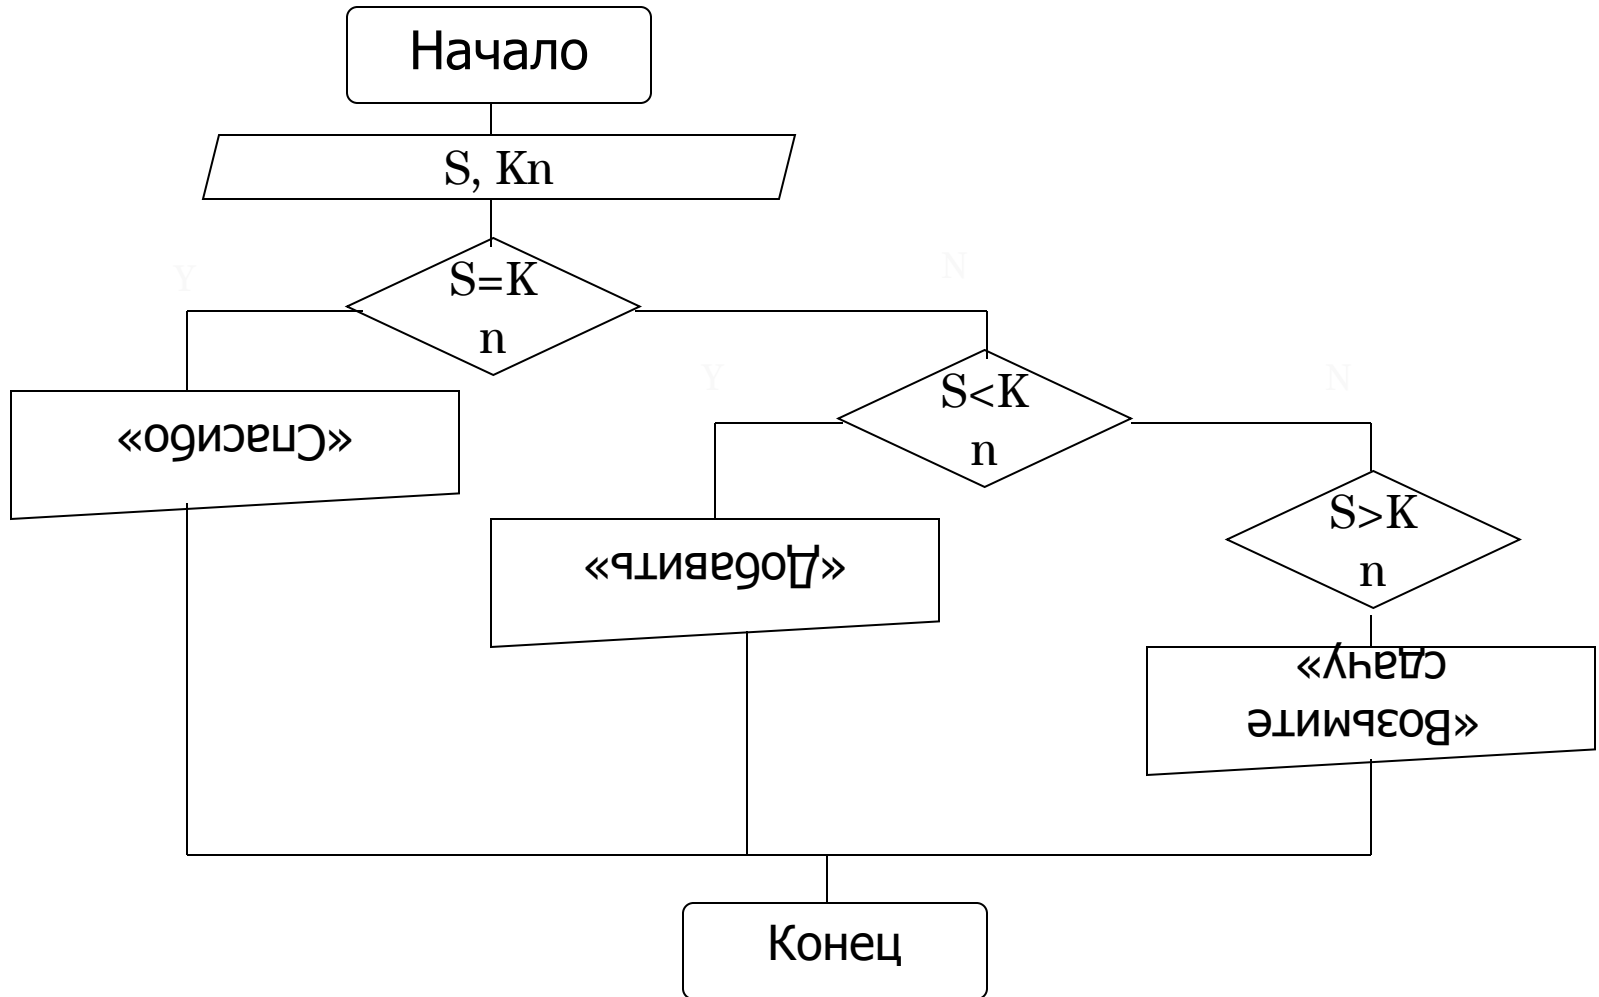 Начало
S, Kn
Y
N
S=K
n
Y
N
S<K
n
«Спасибо»
S>K
n
«Добавить»
«Возьмите
сдачу»
Конец